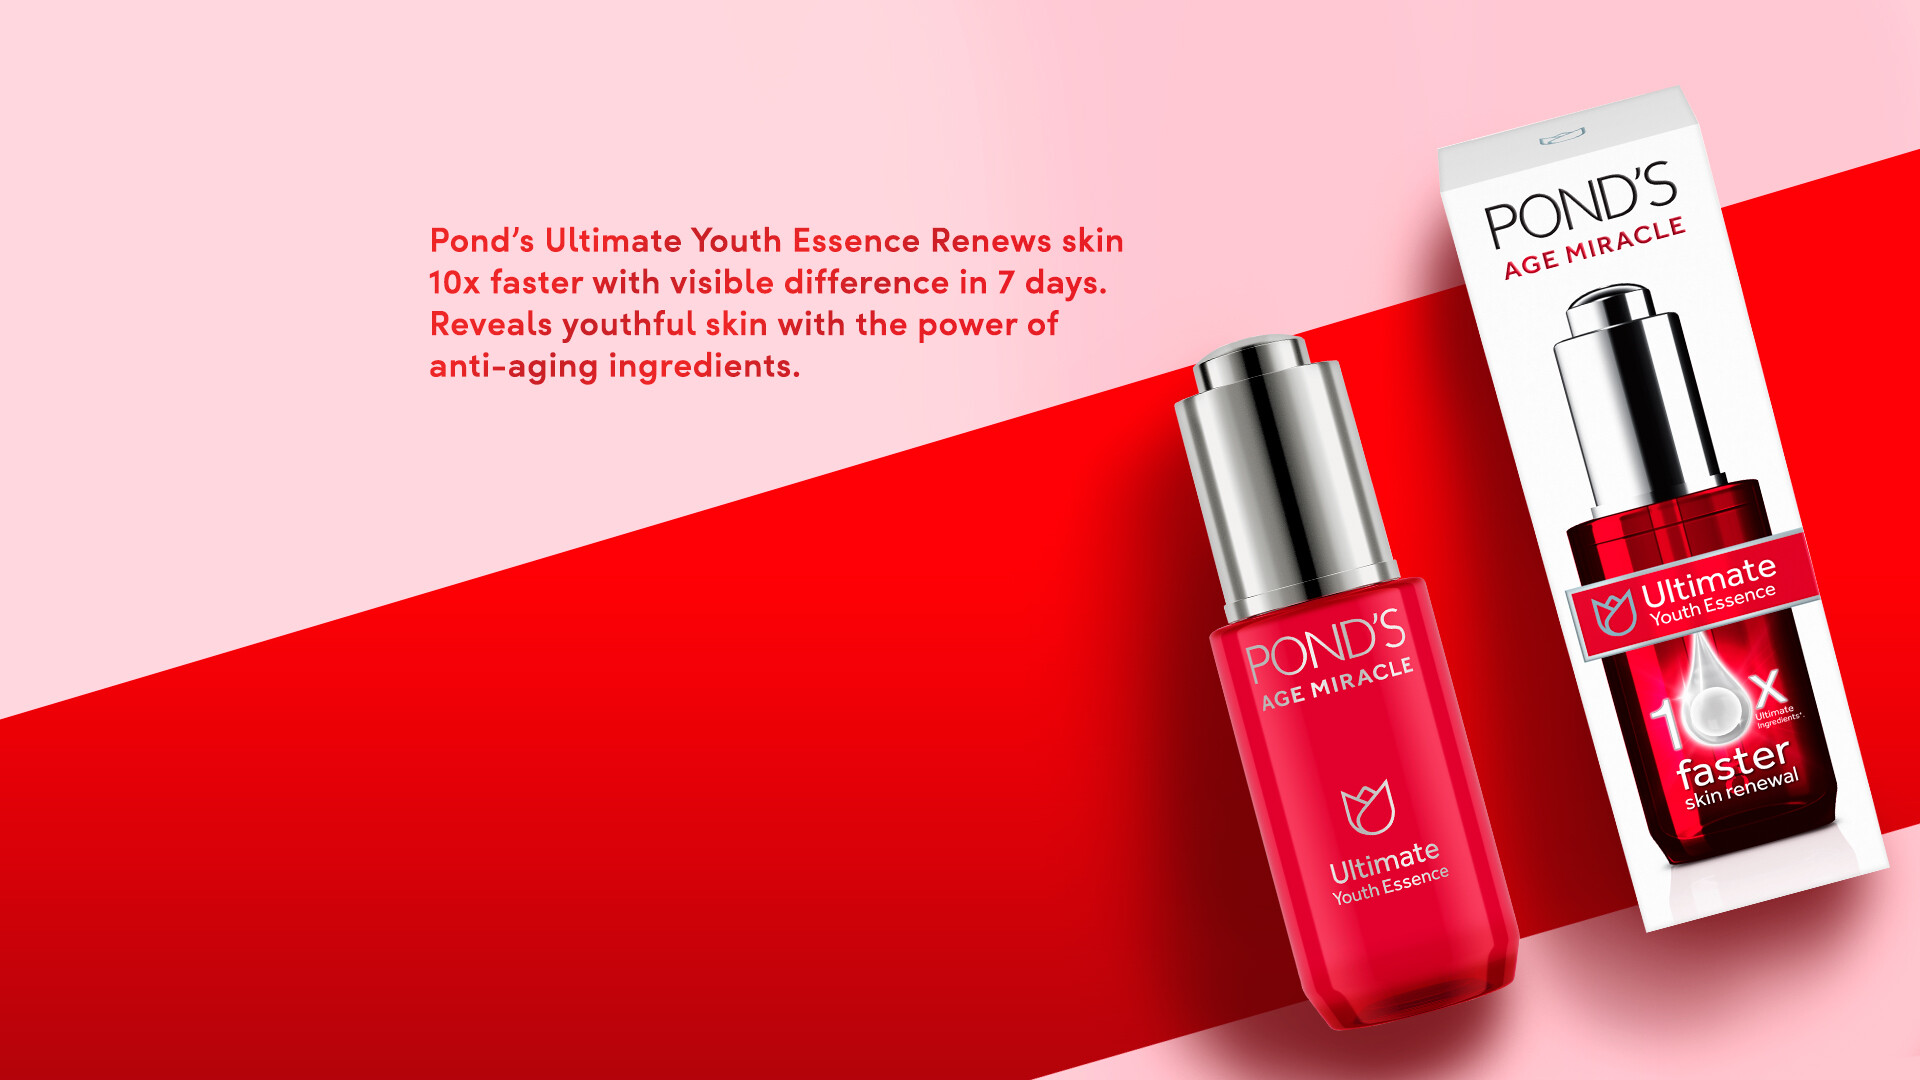 Pond's Ultimate Youth Essence Renews skin
10x faster with visible difference in 7 days.
Reveals youthful skin with the power of
anti-aging ingredients.
POND'S
AGE MIRACLE
Ultimate
Youth Essence
POND'S
AGE MIRACLE
Ultimate
Youth Essence
10x
Ultimate
Ingredients*.
faster
skin renewal